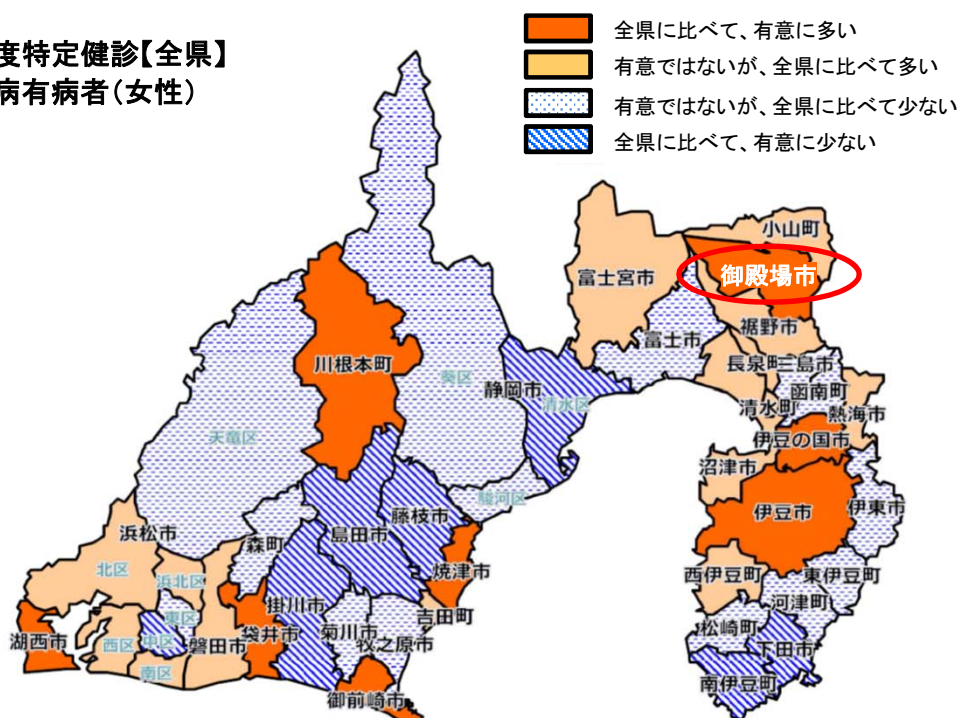 度特定健診【全県】
病有病者(女性)
全県に比べて、有意に多い
有意ではないが、全県に比べて多い
有意ではないが、全県に比べて少ない
全県に比べて、有意に少ない
小山町
御殿場市
富士宮市
裾野市
富士市
長泉町
三島市
函南町
川根本町
葵区
静岡市
清水区
清水町
熱海市
伊豆の国市
天竜区
沼津市
駿河区
伊豆市
伊東市
藤枝市
浜松市
島田市
森町
焼津市
北区
浜北区
西伊豆町
東伊豆町
掛川市
吉田町
河津町
東区
湖西市
西区
中区
磐田市
袋井市
菊川市
牧之原市
松崎町
下田市
南区
南伊豆町
御前崎市